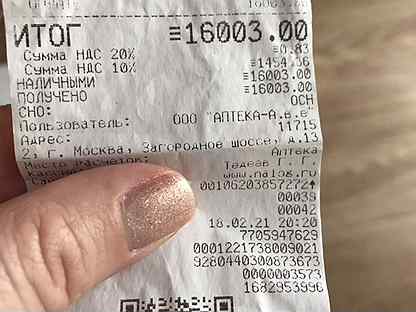 ИТОГ ≡16003.00
Сумма НДС 20% ≡0.83
Сумма НДС 10% ≡1454.36
НАЛИЧНЫМИ ≡16003.00
ПОЛУЧЕНО ≡16003.00
СНО: ОСН
Пользователь: ООО "АПТЕКА-А.в.е"
Адрес: 11715
2, г. Москва, Загородное шоссе, д.13
Место Расчетов: Аптека
Тедеев Г. Г.
www.nalog.ru
0010620385727
00039
00042
18.02.21 20:20
7705947629
0001221738009021
9280440300873673
0000003573
1682953996